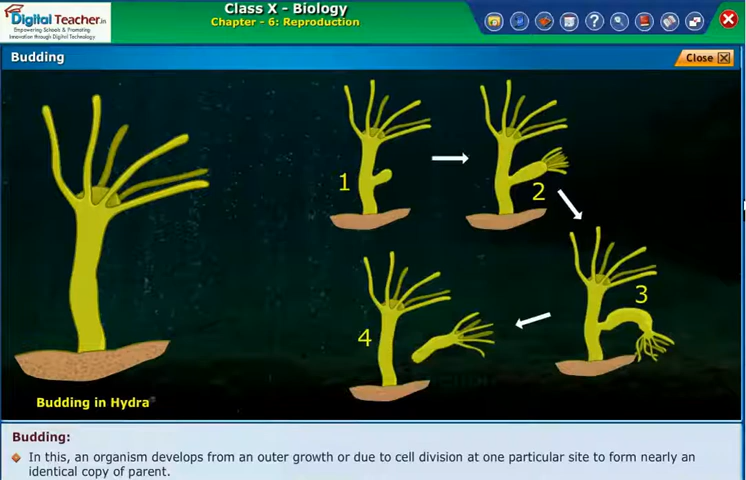 Digital Teacher.in
Empowering Schools & Promoting
Innovation through Digital Technology
Class X - Biology
Chapter - 6: Reproduction
Budding
Close
1
2
3
4
Budding in Hydra
Budding:
In this, an organism develops from an outer growth or due to cell division at one particular site to form nearly an
identical copy of parent.